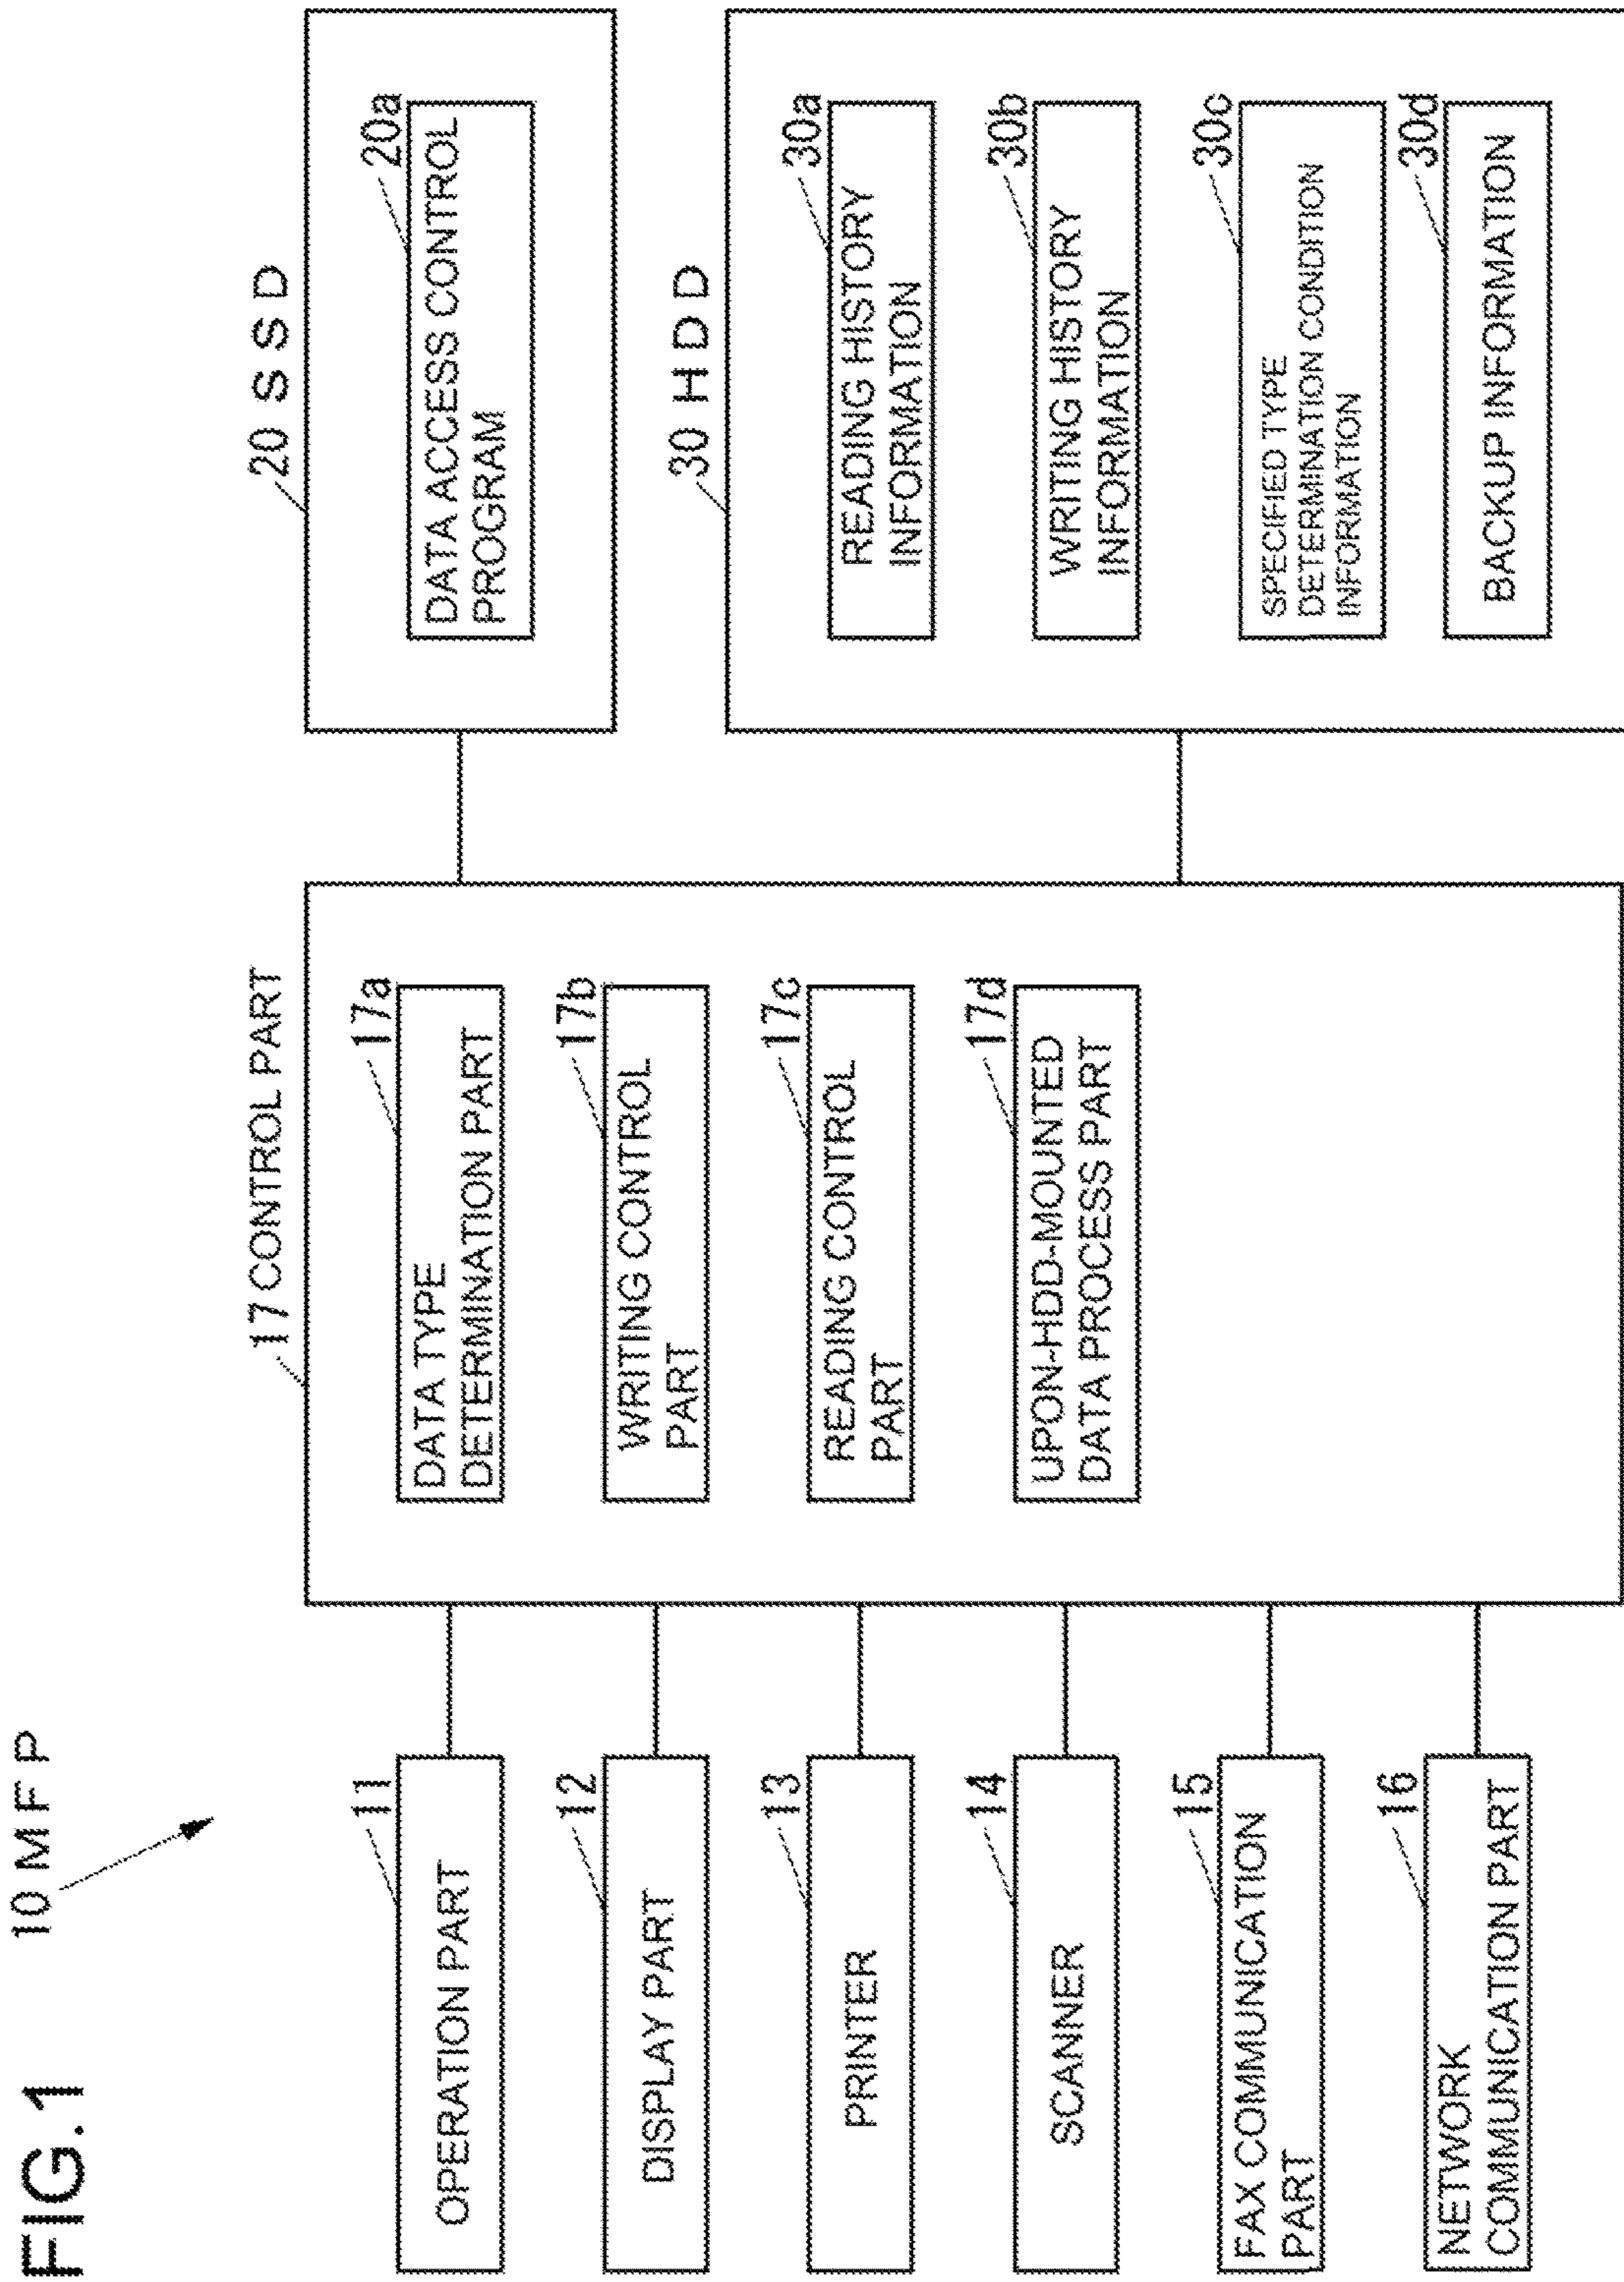 FIG.1
10 MFP
11
OPERATION PART
12
DISPLAY PART
13
PRINTER
14
SCANNER
15
FAX COMMUNICATION
PART
16
NETWORK
COMMUNICATION PART
17 CONTROL PART
17a
DATA TYPE
DETERMINATION PART
17b
WRITING CONTROL
PART
17c
READING CONTROL
PART
17d
UPON-HDD-MOUNTED
DATA PROCESS PART
20 SSD
20a
DATA ACCESS CONTROL
PROGRAM
30 HDD
30a
READING HISTORY
INFORMATION
30b
WRITING HISTORY
INFORMATION
30c
SPECIFIED TYPE
DETERMINATION CONDITION
INFORMATION
30d
BACKUP INFORMATION